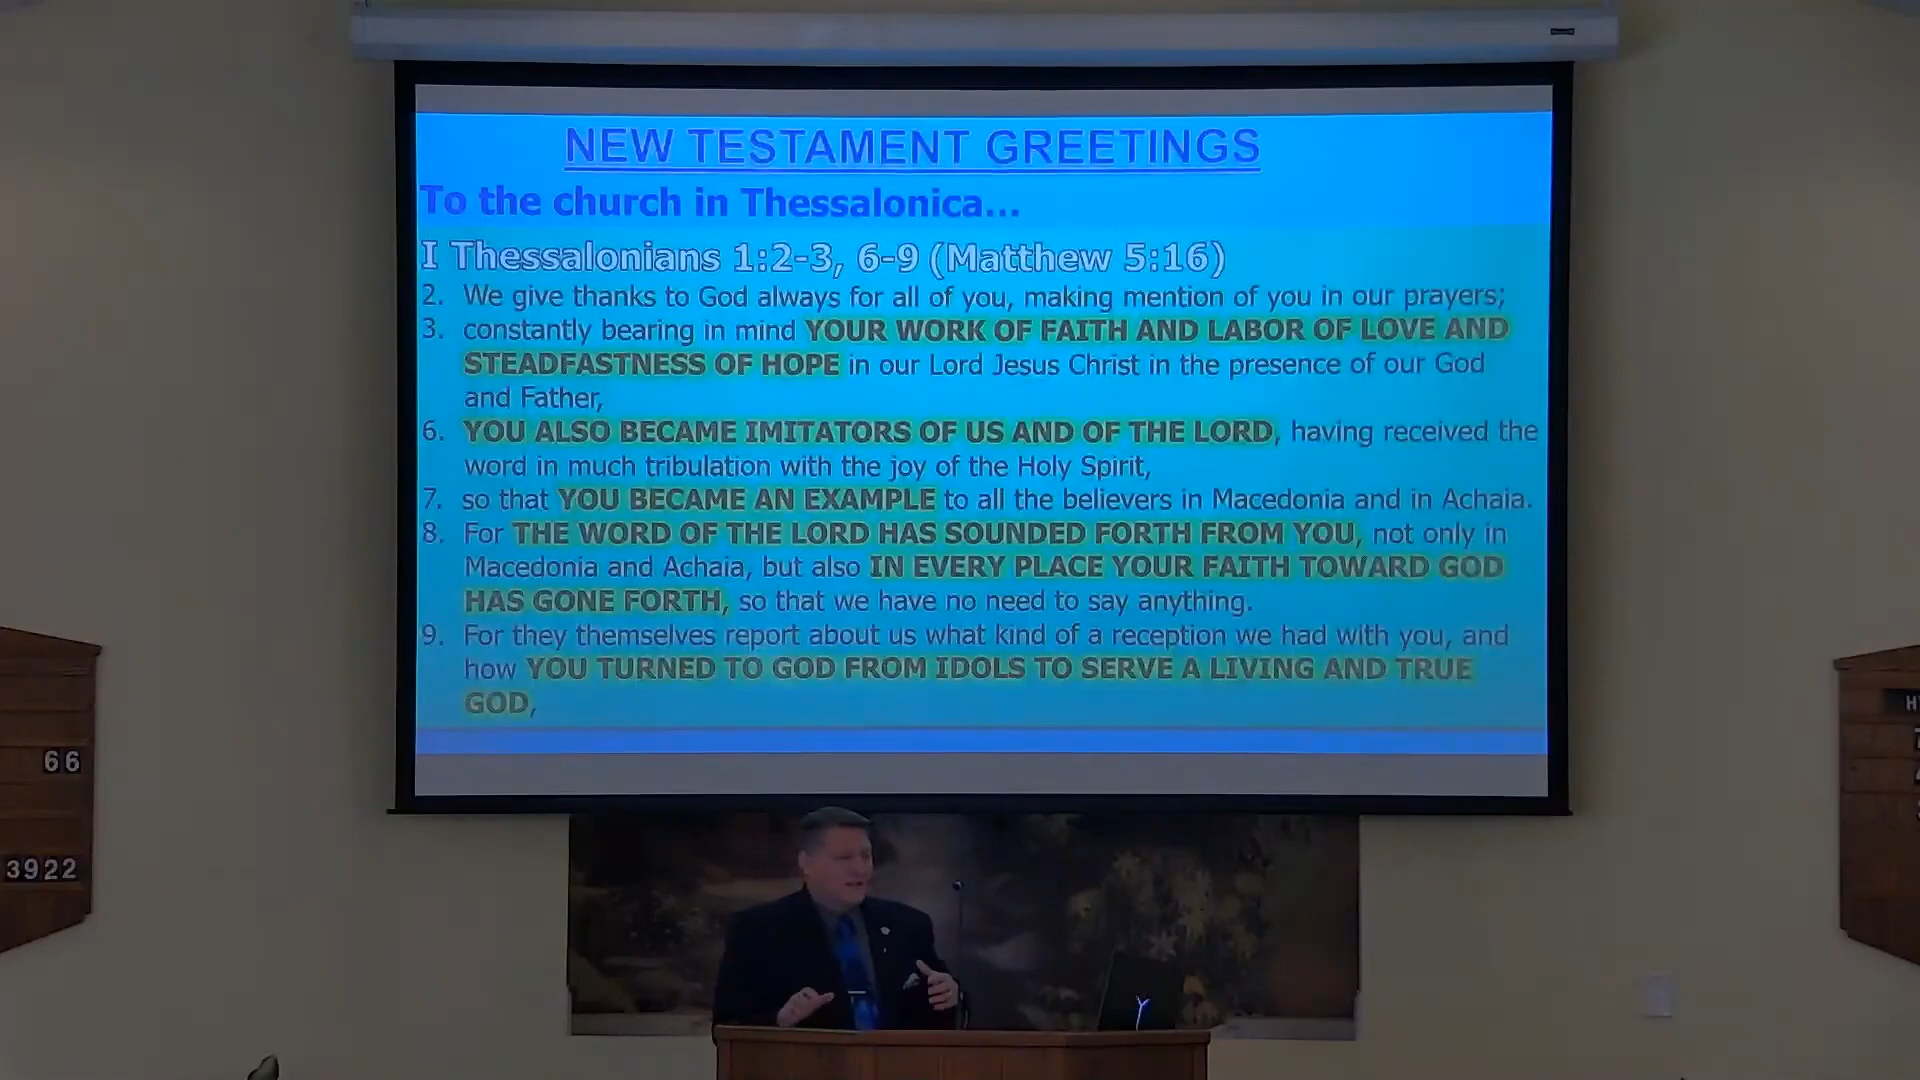 NEW TESTAMENT GREETINGS
To the church in Thessalonica...
I Thessalonians 1:2-3, 6-9 (Matthew 5:16)
2. We give thanks to God always for all of you, making mention of you in our prayers;
3. constantly bearing in mind YOUR WORK OF FAITH AND LABOR OF LOVE AND
STEADFASTNESS OF HOPE in our Lord Jesus Christ in the presence of our God
and Father,
6. YOU ALSO BECAME IMITATORS OF US AND OF THE LORD, having received the
word in much tribulation with the joy of the Holy Spirit,
7. so that YOU BECAME AN EXAMPLE to all the believers in Macedonia and in Achaia.
8. For THE WORD OF THE LORD HAS SOUNDED FORTH FROM YOU, not only in
Macedonia and Achaia, but also IN EVERY PLACE YOUR FAITH TOWARD GOD
HAS GONE FORTH, so that we have no need to say anything.
9. For they themselves report about us what kind of a reception we had with you, and
how YOU TURNED TO GOD FROM IDOLS TO SERVE A LIVING AND TRUE
GOD,
66
3922